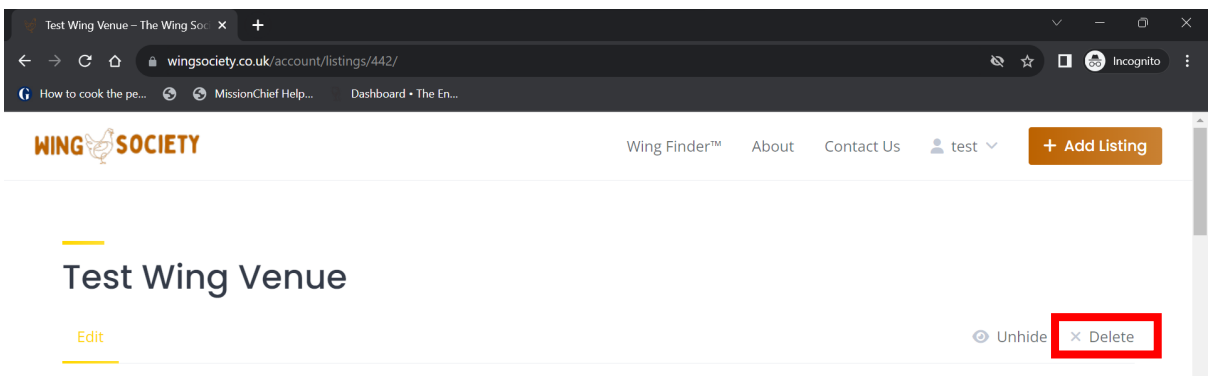 Test Wing Venue – The Wing Soc
wingsociety.co.uk/account/listings/442/
Incognito
How to cook the pe...
MissionChief Help...
Dashboard • The En...
WING SOCIETY
Wing Finder™
About
Contact Us
test
+ Add Listing
Test Wing Venue
Edit
Unhide
Delete